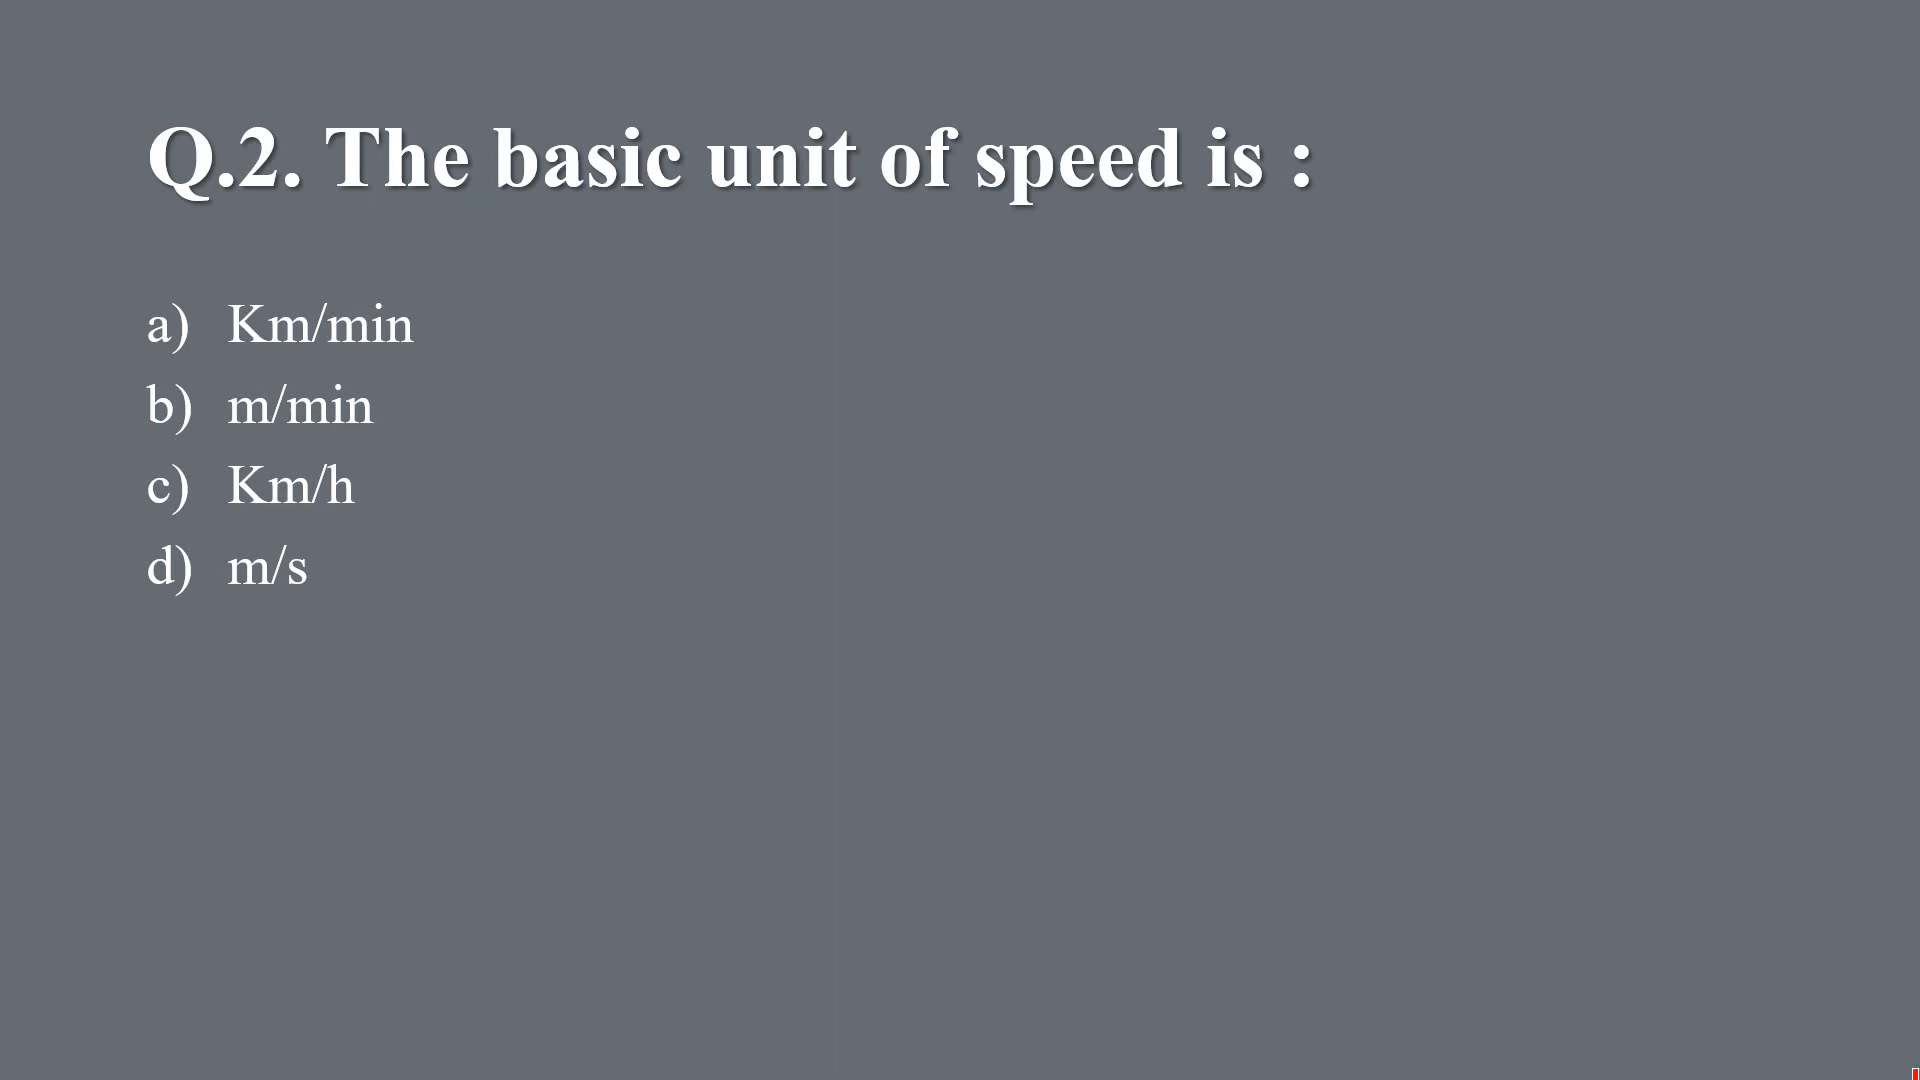 Q.2. The basic unit of speed is :
a) Km/min
b) m/min
c) Km/h
d) m/s